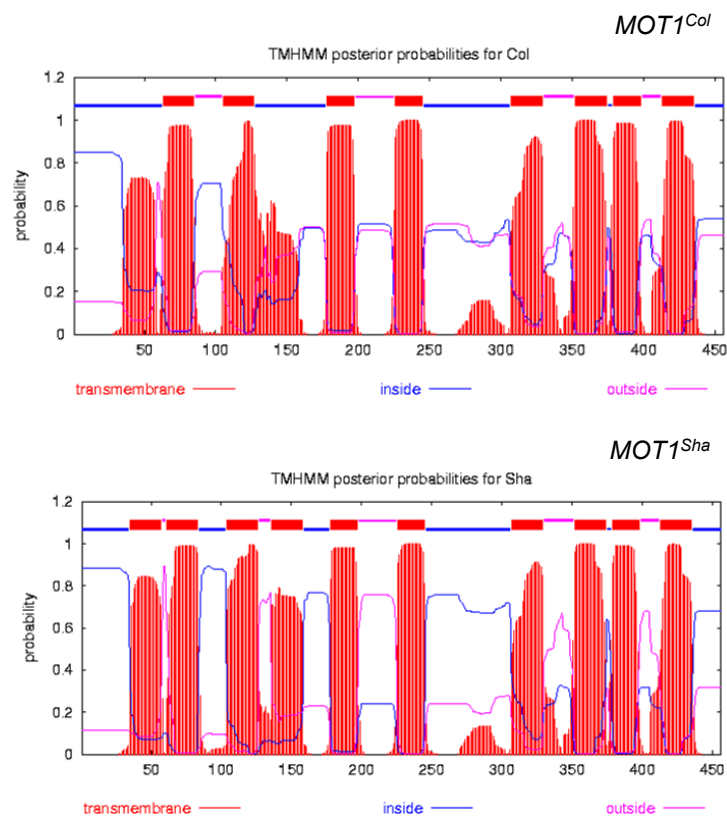 MOT1Col
TMHMM posterior probabilities for Col
1.2
1
0.8
0.6
0.4
0.2
0
probability
50 100 150 200 250 300 350 400 450
transmembrane inside outside
MOT1Sha
TMHMM posterior probabilities for Sha
1.2
1
0.8
0.6
0.4
0.2
0
probability
50 100 150 200 250 300 350 400 450
transmembrane inside outside